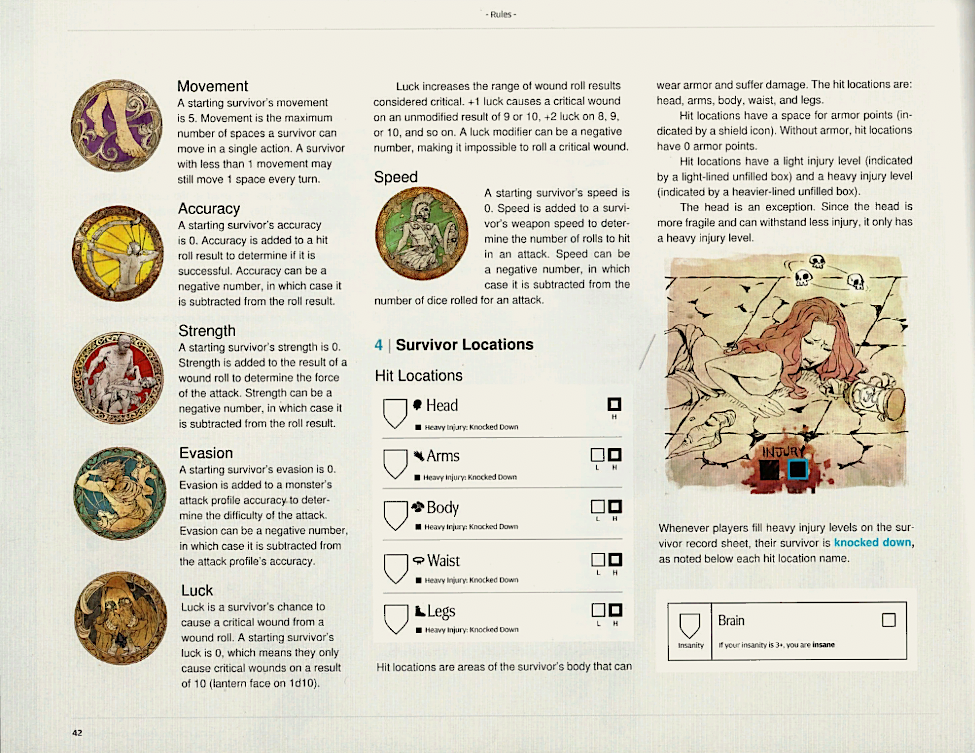 - Rules -
Movement
A starting survivor's movement
is 5. Movement is the maximum
number of spaces a survivor can
move in a single action. A survivor
with less than 1 movement may
still move 1 space every turn.
Accuracy
A starting survivor's accuracy
is 0. Accuracy is added to a hit
roll result to determine if it is
successful. Accuracy can be a
negative number, in which case it
is subtracted from the roll result.
Strength
A starting survivor's strength is 0.
Strength is added to the result of a
wound roll to determine the force
of the attack. Strength can be a
negative number, in which case it
is subtracted from the roll result.
Evasion
A starting survivor's evasion is 0.
Evasion is added to a monster's
attack profile accuracy to deter-
mine the difficulty of the attack.
Evasion can be a negative number,
in which case it is subtracted from
the attack profile's accuracy.
Luck
Luck is a survivor's chance to
cause a critical wound from a
wound roll. A starting survivor's
luck is 0, which means they only
cause critical wounds on a result
of 10 (lantern face on 1d10).
Luck increases the range of wound roll results
considered critical. +1 luck causes a critical wound
on an unmodified result of 9 or 10, +2 luck on 8, 9,
or 10, and so on. A luck modifier can be a negative
number, making it impossible to roll a critical wound.
Speed
A starting survivor's speed is
0. Speed is added to a survi-
vor's weapon speed to deter-
mine the number of rolls to hit
in an attack. Speed can be
a negative number, in which
case it is subtracted from the
number of dice rolled for an attack.
4 | Survivor Locations
Hit Locations
Head
H
Heavy Injury: Knocked Down
Arms
L H
Heavy Injury: Knocked Down
Body
L H
Heavy Injury: Knocked Down
Waist
L H
Heavy Injury: Knocked Down
Legs
L H
Heavy Injury: Knocked Down
Hit locations are areas of the survivor's body that can
wear armor and suffer damage. The hit locations are:
head, arms, body, waist, and legs.
Hit locations have a space for armor points (in-
dicated by a shield icon). Without armor, hit locations
have 0 armor points.
Hit locations have a light injury level (indicated
by a light-lined unfilled box) and a heavy injury level
(indicated by a heavier-lined unfilled box).
The head is an exception. Since the head is
more fragile and can withstand less injury, it only has
a heavy injury level.
INJURY
Whenever players fill heavy injury levels on the sur-
vivor record sheet, their survivor is knocked down,
as noted below each hit location name.
Brain
Insanity
If your insanity is 3+, you are insane
42